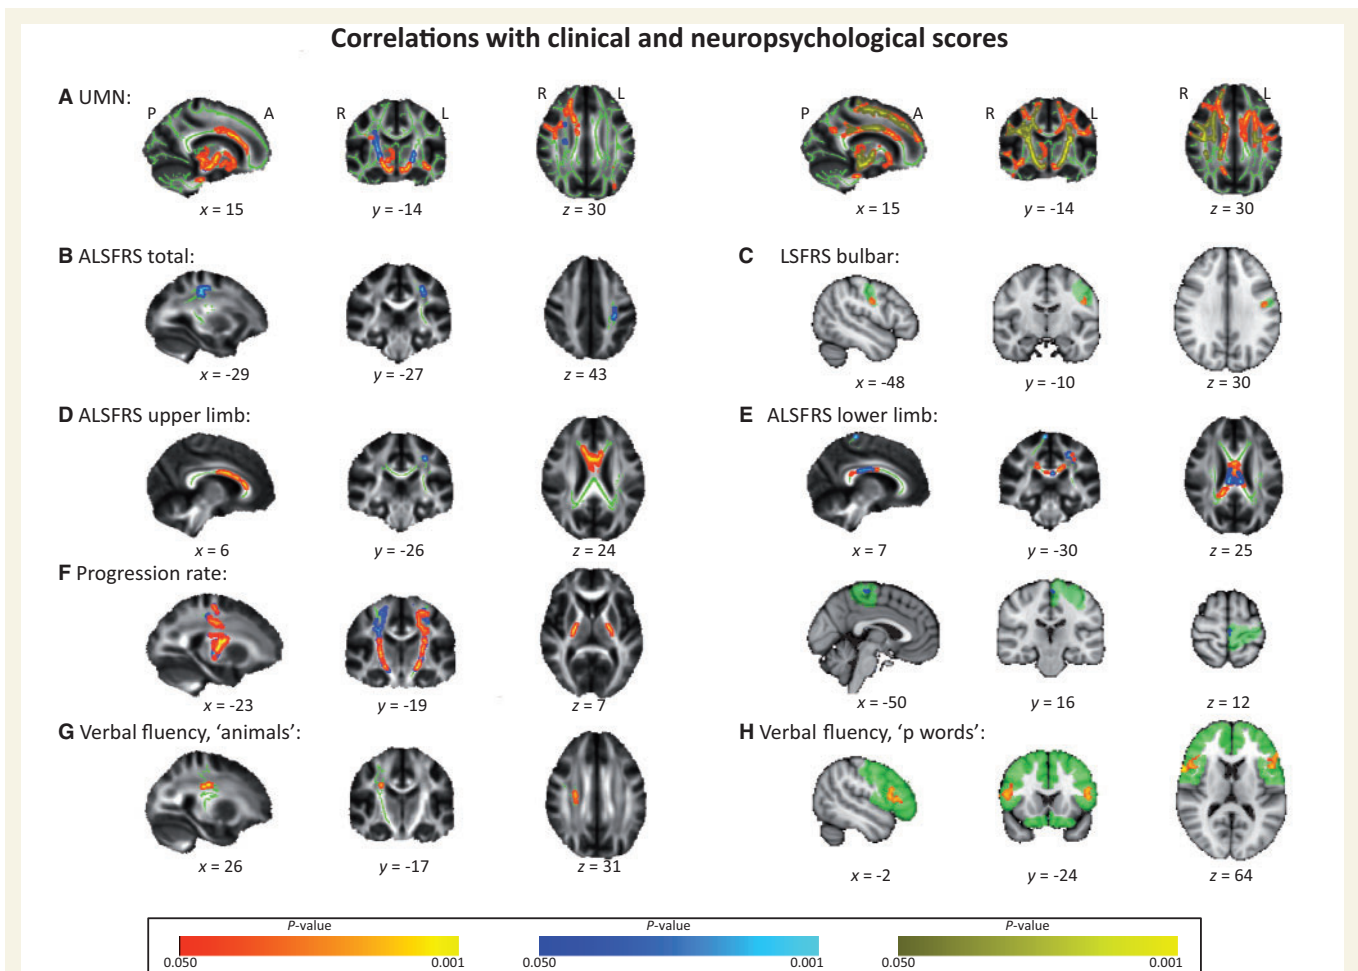 Correlations with clinical and neuropsychological scores
A UMN:
P A R L R L P A R L R L
x = 15 y = -14 z = 30 x = 15 y = -14 z = 30
B ALSFRS total: C LSFRS bulbar:
x = -29 y = -27 z = 43 x = -48 y = -10 z = 30
D ALSFRS upper limb: E ALSFRS lower limb:
x = 6 y = -26 z = 24 x = 7 y = -30 z = 25
F Progression rate:
x = -23 y = -19 z = 7 x = -50 y = 16 z = 12
G Verbal fluency, ‘animals’: H Verbal fluency, ‘p words’:
x = 26 y = -17 z = 31 x = -2 y = -24 z = 64
P-value P-value P-value
0.050 0.001 0.050 0.001 0.050 0.001